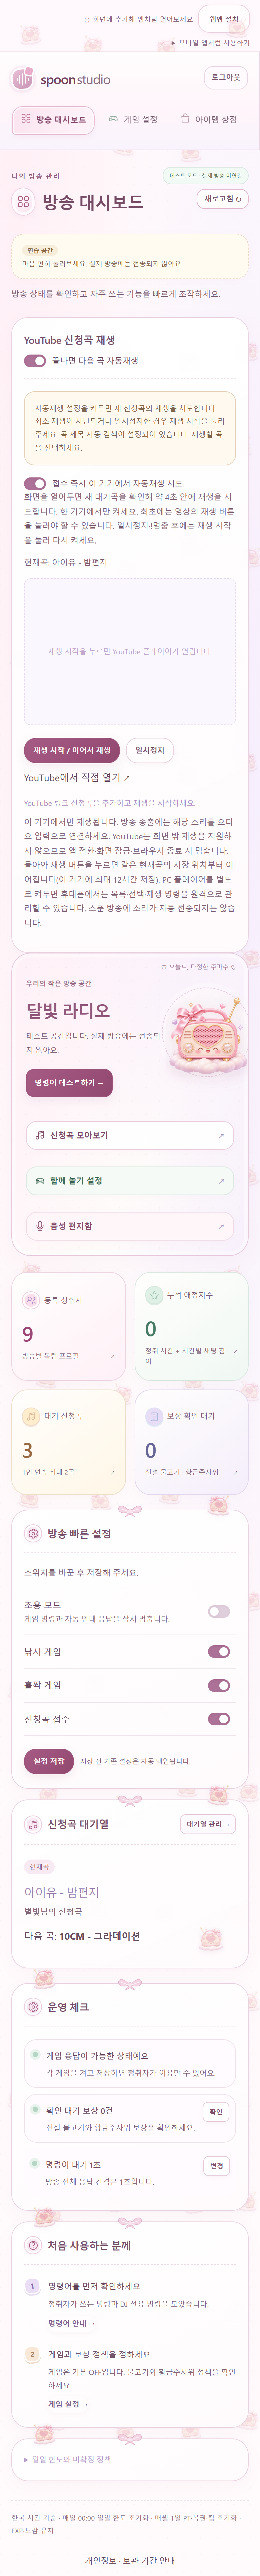 홈 화면에 추가해 앱처럼 열어보세요
웹앱 설치
▸ 모바일 앱처럼 사용하기
spoonstudio
로그아웃
방송 대시보드
게임 설정
아이템 상점
나의 방송 관리
테스트 모드 · 실제 방송 미연결
방송 대시보드
새로고침 ↻
연습 공간
마음 편히 눌러보세요. 실제 방송에는 전송되지 않아요.
방송 상태를 확인하고 자주 쓰는 기능을 빠르게 조작하세요.
YouTube 신청곡 재생
끝나면 다음 곡 자동재생
자동재생 설정을 켜두면 새 신청곡의 재생을 시도합니다.
최초 재생이 차단되거나 일시정지한 경우 재생 시작을 눌러
주세요. 곡 제목 자동 검색이 설정되어 있습니다. 재생할 곡
을 선택하세요.
접수 즉시 이 기기에서 자동재생 시도
화면을 열어두면 새 대기곡을 확인해 약 4초 안에 재생을 시
도합니다. 한 기기에서만 켜세요. 최초에는 영상의 재생 버튼
을 눌러야 할 수 있습니다. 일시정지·멈춤 후에는 재생 시작
을 눌러 다시 켜세요.
현재곡: 아이유 - 밤편지
재생 시작을 누르면 YouTube 플레이어가 열립니다.
재생 시작 / 이어서 재생
일시정지
YouTube에서 직접 열기 ↗
YouTube 링크 신청곡을 추가하고 재생을 시작하세요.
이 기기에서만 재생됩니다. 방송 송출에는 해당 소리를 오디
오 입력으로 연결하세요. YouTube는 화면 밖 재생을 지원하
지 않으므로 앱 전환·화면 잠금·브라우저 종료 시 멈춥니다.
돌아와 재생 버튼을 누르면 같은 현재곡의 저장 위치부터 이
어집니다(이 기기에 최대 12시간 저장). PC 플레이어를 별도
로 켜두면 휴대폰에서는 목록·선택·재생 명령을 원격으로 관
리할 수 있습니다. 스푼 방송에 소리가 자동 전송되지는 않습니
다.
오늘도, 다정한 주파수
우리의 작은 방송 공간
달빛 라디오
테스트 공간입니다. 실제 방송에는 전송되
지 않아요.
명령어 테스트하기 →
신청곡 모아보기 ↗
함께 놀기 설정 ↗
음성 편지함 ↗
등록 청취자
9
방송별 독립 프로필 ↗
누적 애정지수
0
청취 시간 + 시간별 채팅 참 ↗
여
대기 신청곡
3
1인 연속 최대 2곡 ↗
보상 확인 대기
0
전설 물고기 · 황금주사위 ↗
방송 빠른 설정
스위치를 바꾼 후 저장해 주세요.
조용 모드
게임 명령과 자동 안내 응답을 잠시 멈춥니다.
낚시 게임
홀짝 게임
신청곡 접수
설정 저장
저장 전 기존 설정은 자동 백업됩니다.
신청곡 대기열
대기열 관리 →
현재곡
아이유 - 밤편지
별빛님의 신청곡
다음 곡: 10CM - 그라데이션
운영 체크
게임 응답이 가능한 상태예요
각 게임을 켜고 저장하면 청취자가 이용할 수 있어요.
확인 대기 보상 0건
전설 물고기와 황금주사위 보상을 확인하세요.
확인
명령어 대기 1초
방송 전체 응답 간격은 1초입니다.
변경
처음 사용하는 분께
1
명령어를 먼저 확인하세요
청취자가 쓰는 명령과 DJ 전용 명령을 모았습니다.
명령어 안내 →
2
게임과 보상 정책을 정하세요
게임은 기본 OFF입니다. 물고기와 황금주사위 정책을 확인
하세요.
게임 설정 →
▸ 일일 한도와 미확정 정책
한국 시간 기준 · 매일 00:00 일일 한도 초기화 · 매월 1일 PT·복권·킵 초기화 ·
EXP·도감 유지
개인정보 · 보관 기간 안내